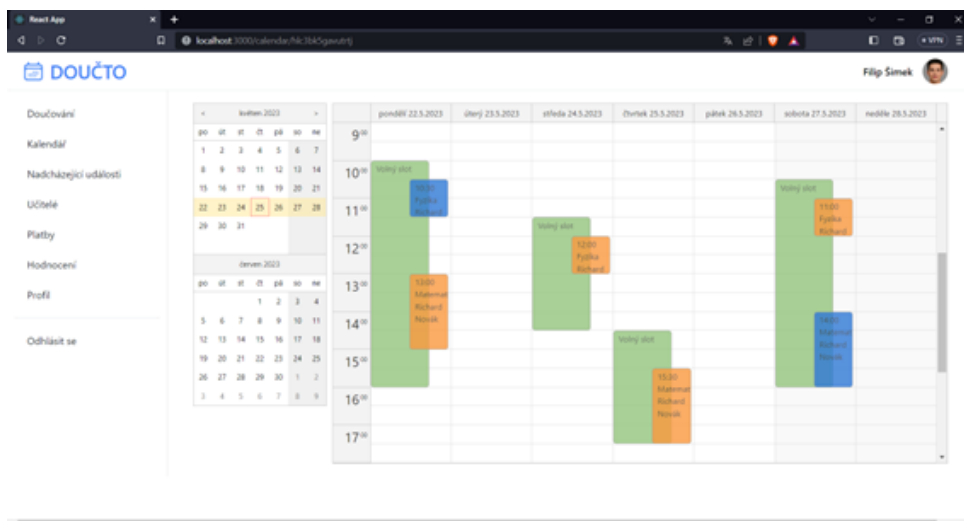 React App
localhost:3000/calendar/
VPN
DOUČTO
Filip Šimek
Doučování
Kalendář
Nadcházející události
Učitelé
Platby
Hodnocení
Profil
Odhlásit se
< květen 2023 >
po út st čt pá so ne
1 2 3 4 5 6 7
8 9 10 11 12 13 14
15 16 17 18 19 20 21
22 23 24 25 26 27 28
29 30 31
červen 2023
po út st čt pá so ne
1 2 3 4
5 6 7 8 9 10 11
12 13 14 15 16 17 18
19 20 21 22 23 24 25
26 27 28 29 30 1 2
3 4 5 6 7 8 9
pondělí 22.5.2023 úterý 23.5.2023 středa 24.5.2023 čtvrtek 25.5.2023 pátek 26.5.2023 sobota 27.5.2023 neděle 28.5.2023
9 00
10 00
11 00
12 00
13 00
14 00
15 00
16 00
17 00
Volný slot
10:30
Fyzika
Richard
13:00
Matemat
Richard
Novák
Volný slot
12:00
Fyzika
Richard
Volný slot
15:30
Matemat
Richard
Novák
Volný slot
11:00
Fyzika
Richard
14:00
Matemat
Richard
Novák